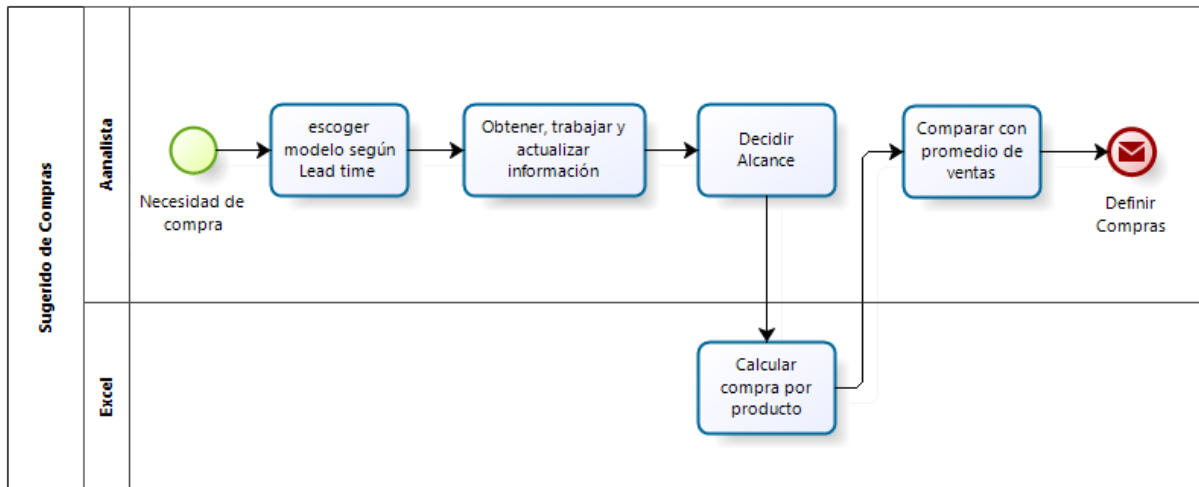 Sugerido de Compras
Aanalista
Necesidad de
compra
escoger
modelo según
Lead time
Obtener, trabajar y
actualizar
información
Decidir
Alcance
Comparar con
promedio de
ventas
Definir
Compras
Excel
Calcular
compra por
producto